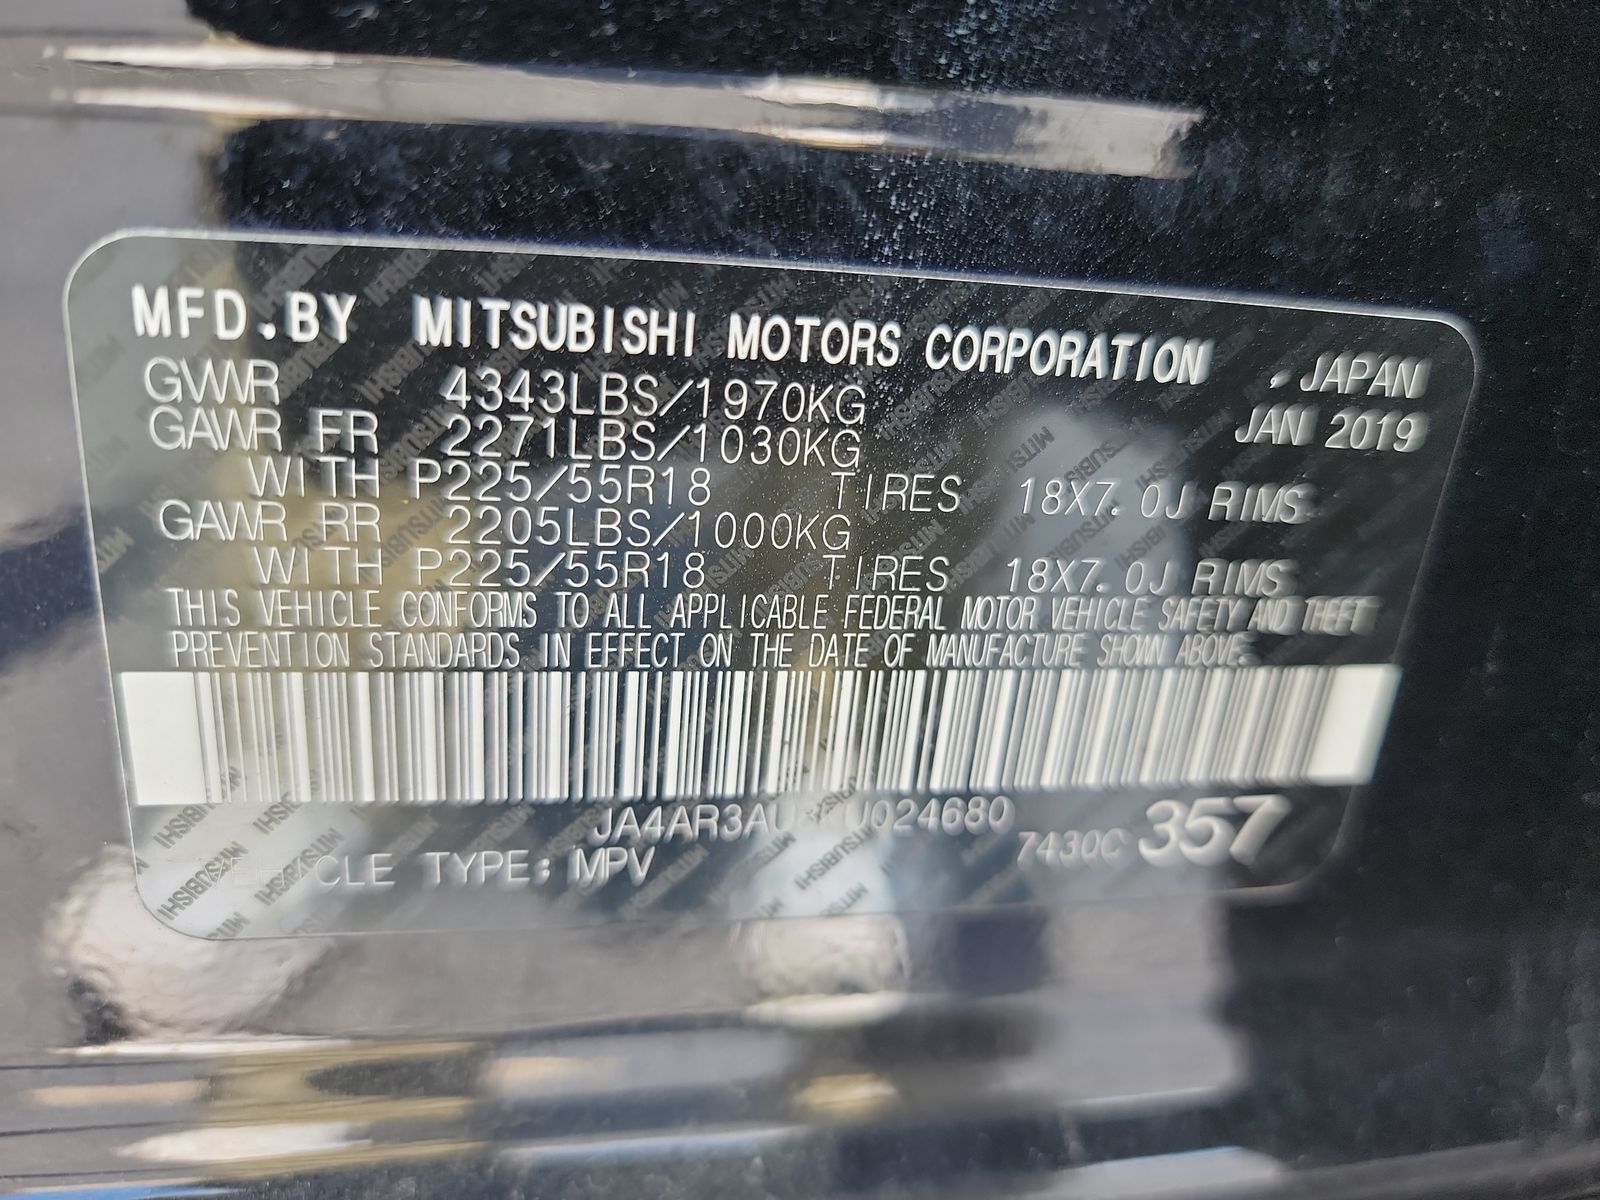 MFD.BY MITSUBISHI MOTORS CORPORATION , JAPAN
GVWR 4343LBS/1970KG JAN 2019
GAWR FR 2271LBS/1030KG
WITH P225/55R18 TIRES 18X7.0J RIMS
GAWR RR 2205LBS/1000KG
WITH P225/55R18 TIRES 18X7.0J RIMS
THIS VEHICLE CONFORMS TO ALL APPLICABLE FEDERAL MOTOR VEHICLE SAFETY AND THEFT
PREVENTION STANDARDS IN EFFECT ON THE DATE OF MANUFACTURE SHOWN ABOVE.
7430C 357
VEHICLE TYPE: MPV